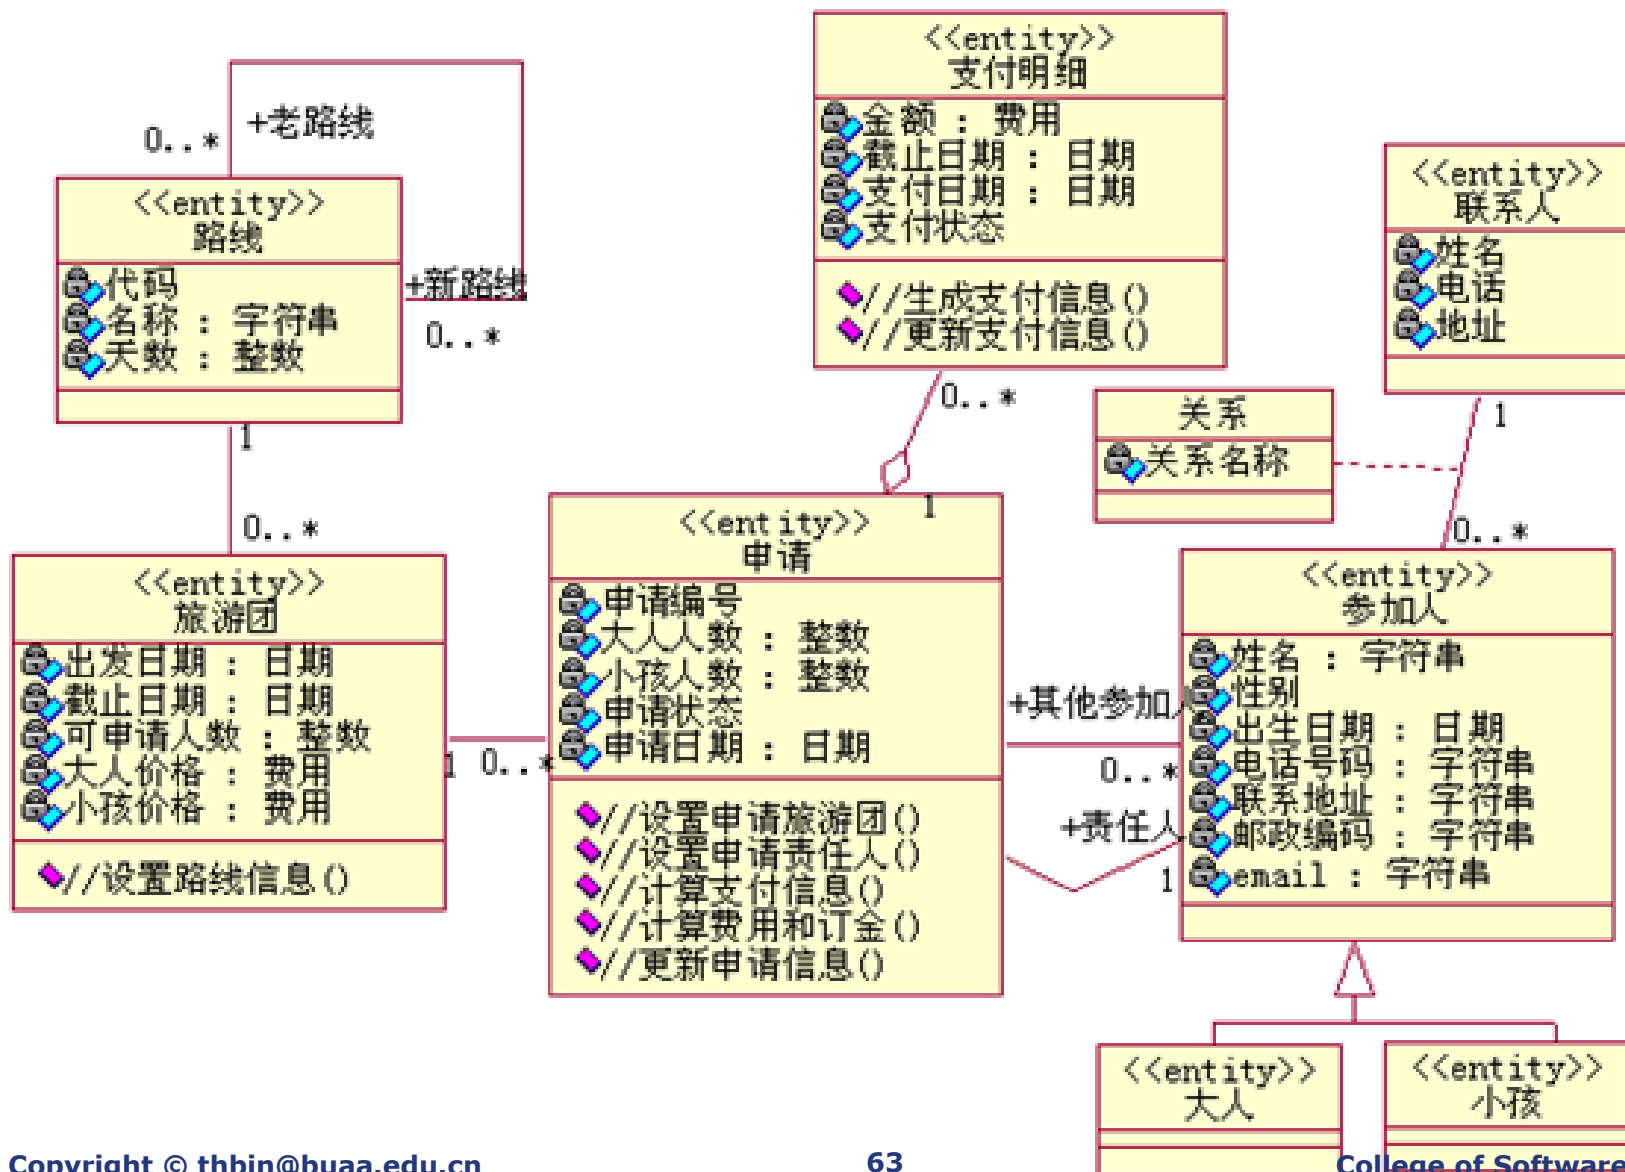 0..*
+老路线
<<entity>>
路线
代码
名称 : 字符串
天数 : 整数
+新路线
0..*
1
0..*
<<entity>>
旅游团
出发日期 : 日期
截止日期 : 日期
可申请人数 : 整数
大人价格 : 费用
小孩价格 : 费用
//设置路线信息()
1
0..*
<<entity>>
支付明细
金额 : 费用
截止日期 : 日期
支付日期 : 日期
支付状态
//生成支付信息()
//更新支付信息()
0..*
1
<<entity>>
申请
申请编号
大人人数 : 整数
小孩人数 : 整数
申请状态
申请日期 : 日期
//设置申请旅游团()
//设置申请责任人()
//计算支付信息()
//计算费用和订金()
//更新申请信息()
<<entity>>
联系人
姓名
电话
地址
1
关系
关系名称
0..*
<<entity>>
参加人
姓名 : 字符串
性别
出生日期 : 日期
电话号码 : 字符串
联系地址 : 字符串
邮政编码 : 字符串
email : 字符串
+其他参加人
0..*
+责任人
1
<<entity>>
大人
<<entity>>
小孩
Copyright © thbin@buaa.edu.cn
63
College of Software